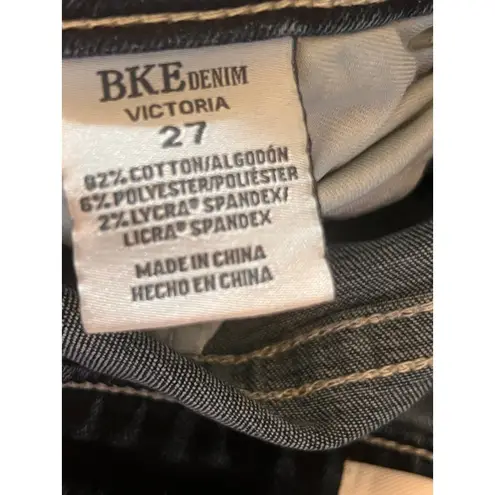 BKE DENIM
VICTORIA
27
92% COTTON/ALGODÓN
6% POLYESTER/POLIÉSTER
2% LYCRA® SPANDEX/
LICRA® SPANDEX
MADE IN CHINA
HECHO EN CHINA